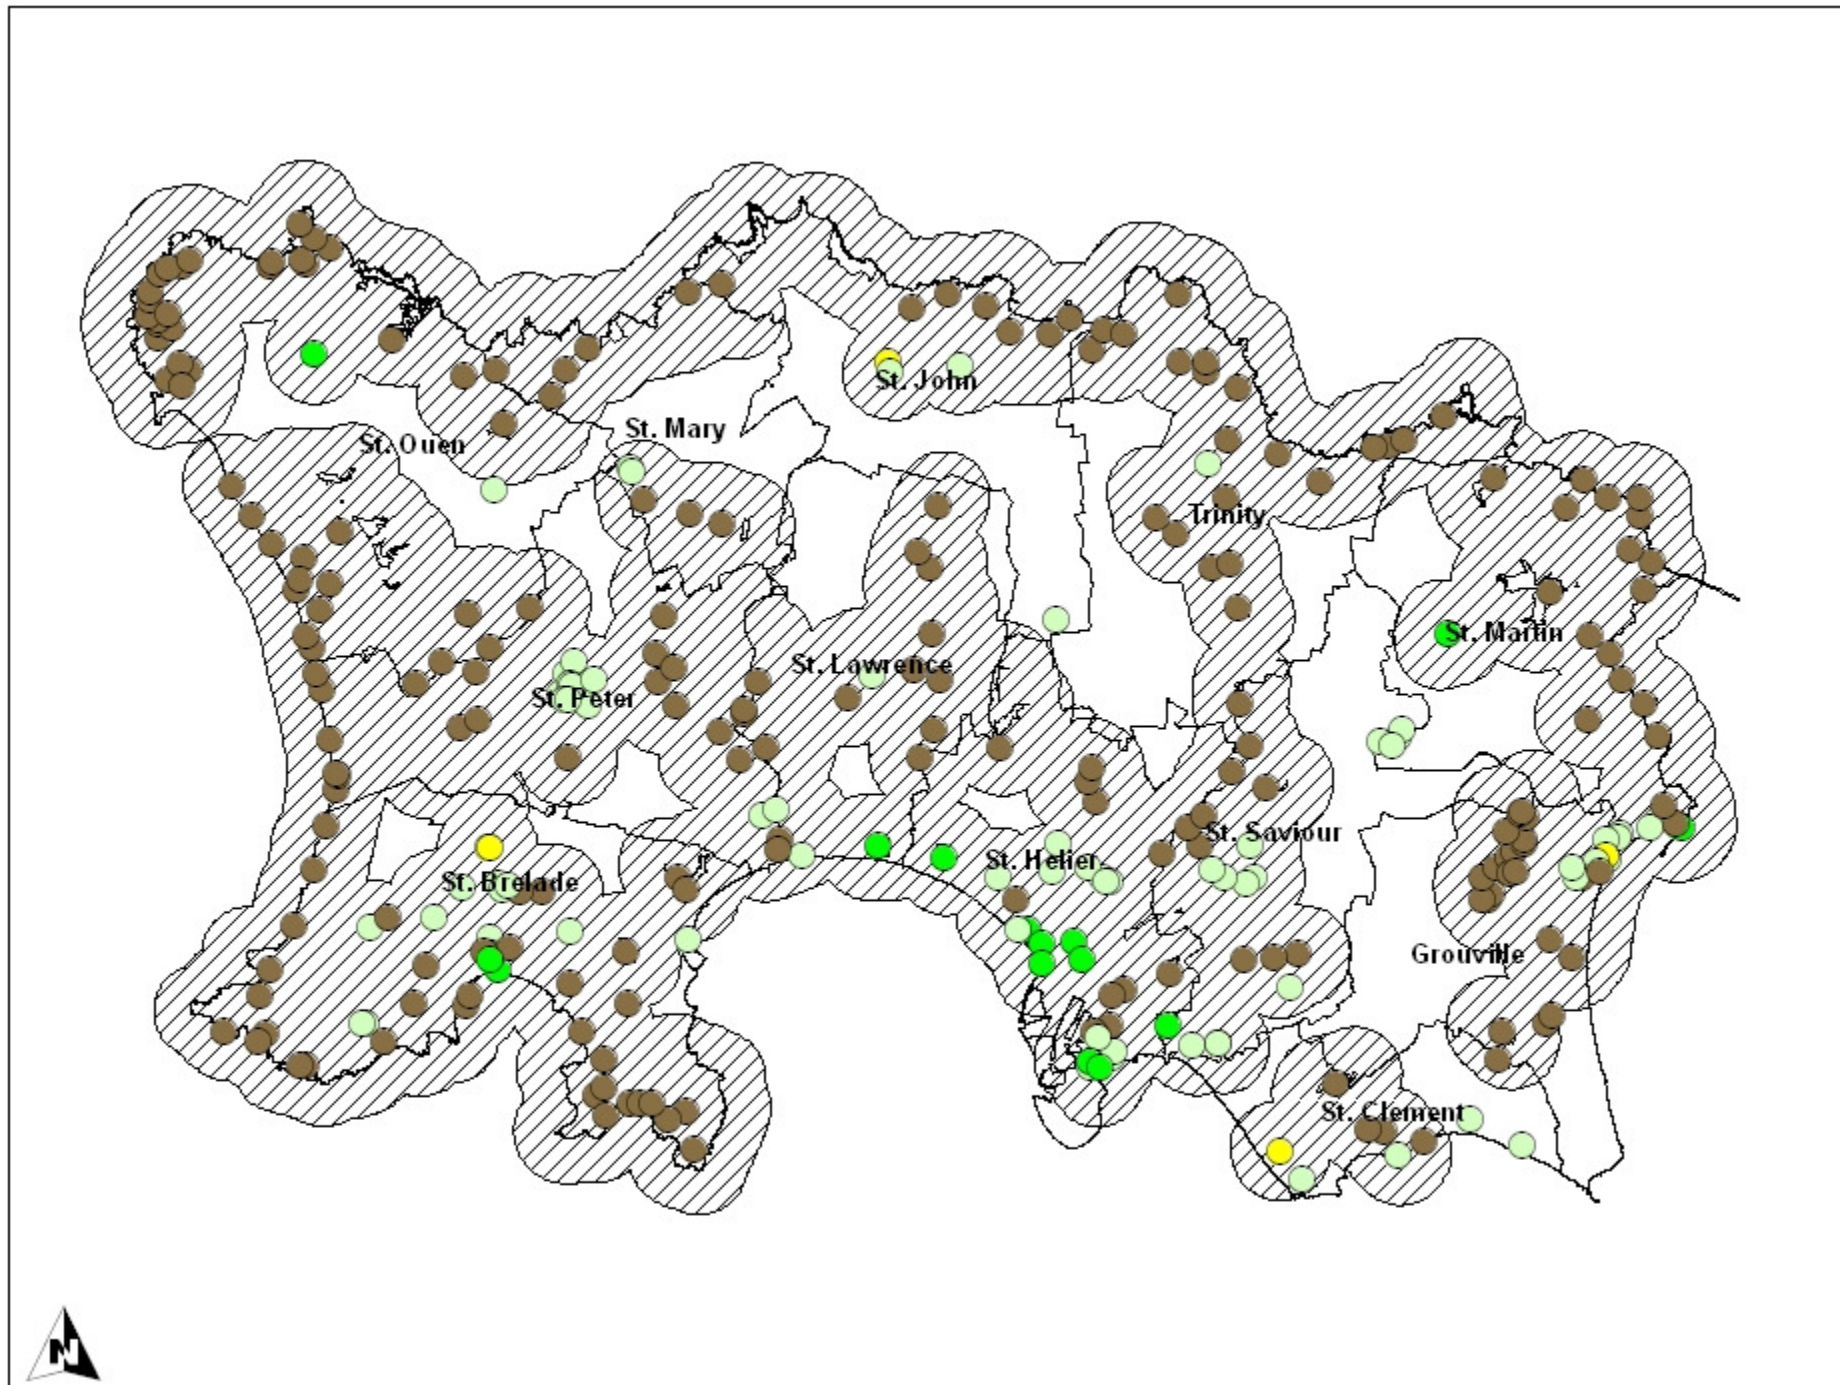 St. John
St. Mary
St. Ouen
Trinity
St. Martin
St. Lawrence
St. Peter
St. Saviour
St. Helier
St. Brelade
Grouville
St. Clement
N